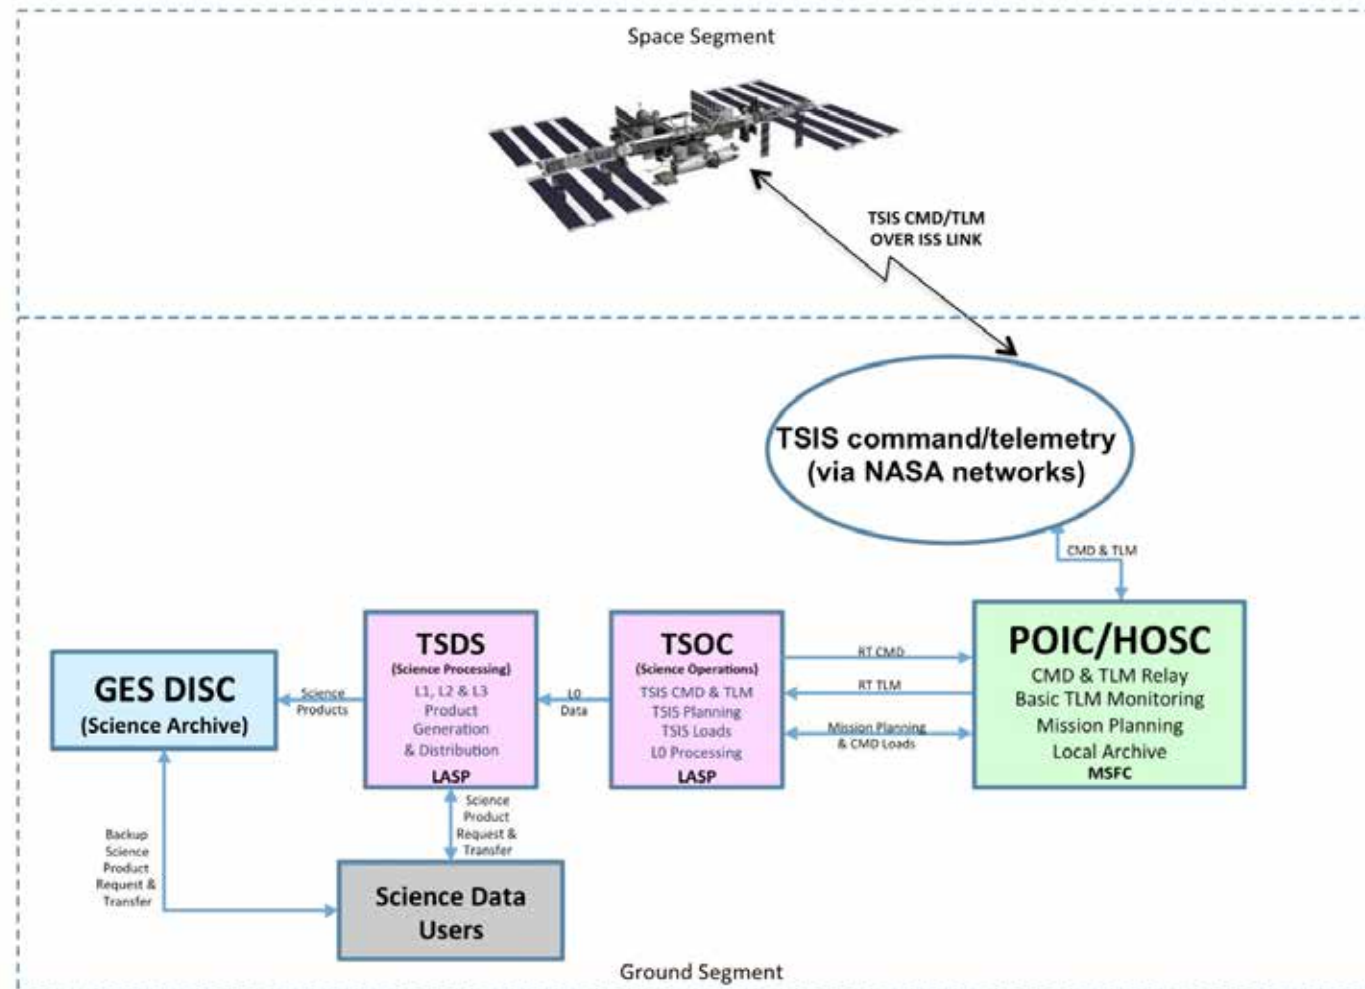 Space Segment
TSIS CMD/TLM
OVER ISS LINK
TSIS command/telemetry
(via NASA networks)
CMD & TLM
GES DISC
(Science Archive)
Science
Products
TSDS
(Science Processing)
L1, L2 & L3
Product
Generation
& Distribution
LASP
L0
Data
TSOC
(Science Operations)
TSIS CMD & TLM
TSIS Planning
TSIS Loads
L0 Processing
LASP
RT CMD
RT TLM
Mission Planning
& CMD Loads
POIC/HOSC
CMD & TLM Relay
Basic TLM Monitoring
Mission Planning
Local Archive
MSFC
Backup
Science
Product
Request &
Transfer
Science
Product
Request &
Transfer
Science Data
Users
Ground Segment